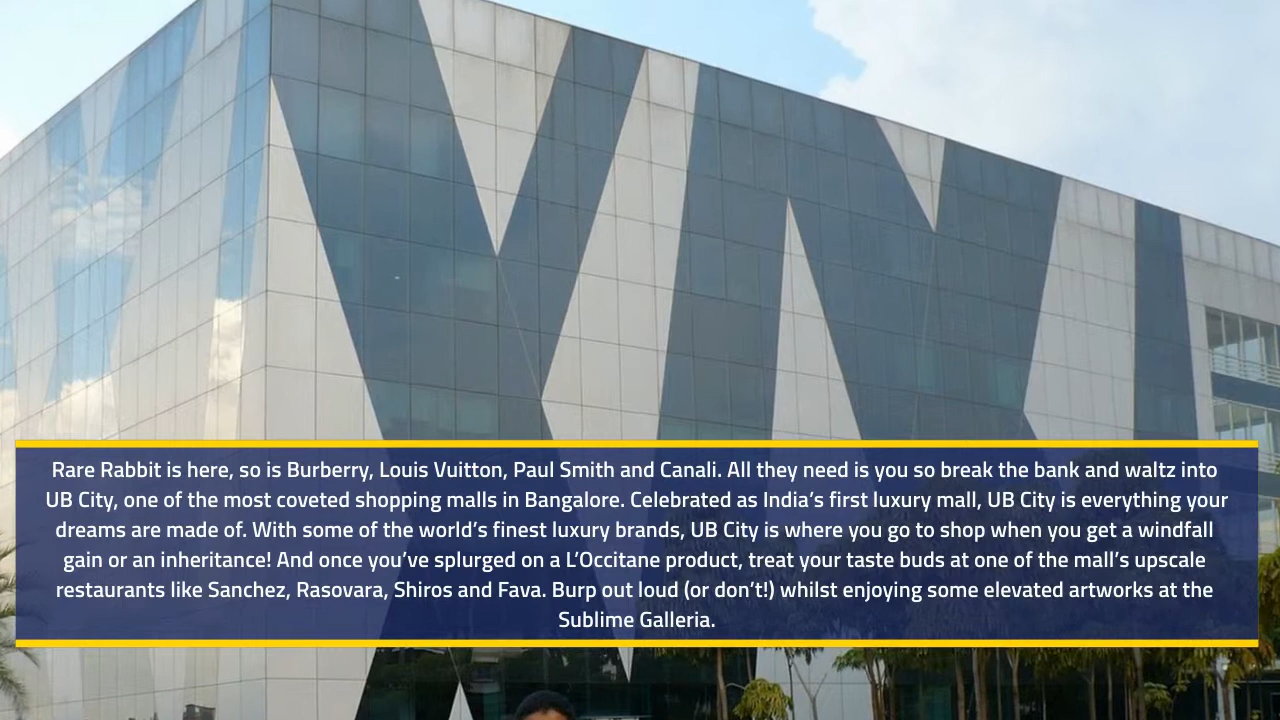 Rare Rabbit is here, so is Burberry, Louis Vuitton, Paul Smith and Canali. All they need is you so break the bank and waltz into
UB City, one of the most coveted shopping malls in Bangalore. Celebrated as India’s first luxury mall, UB City is everything your
dreams are made of. With some of the world’s finest luxury brands, UB City is where you go to shop when you get a windfall
gain or an inheritance! And once you’ve splurged on a L’Occitane product, treat your taste buds at one of the mall’s upscale
restaurants like Sanchez, Rasovara, Shiros and Fava. Burp out loud (or don’t!) whilst enjoying some elevated artworks at the
Sublime Galleria.